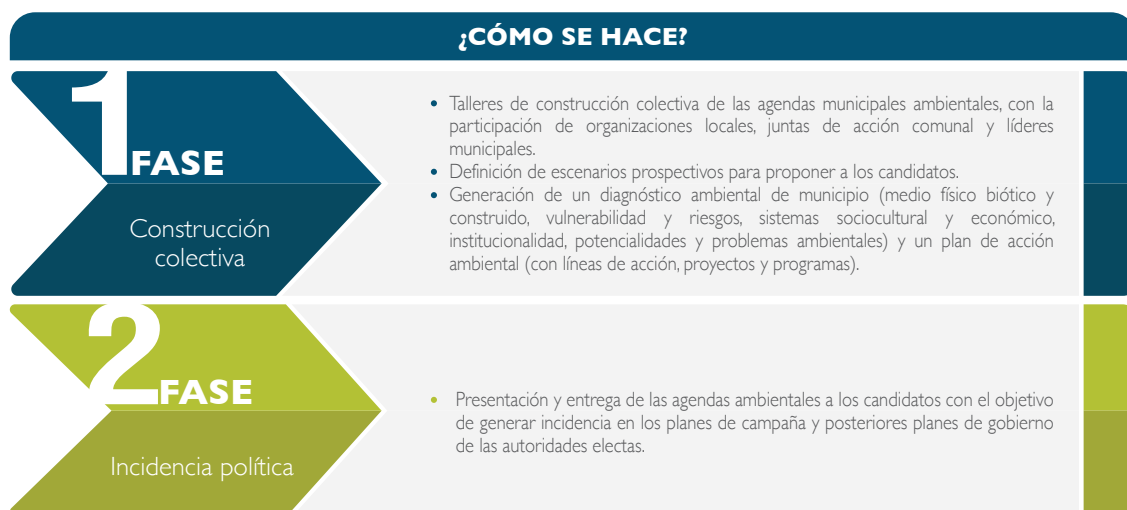 ¿CÓMO SE HACE?
1
FASE
Construcción
colectiva
• Talleres de construcción colectiva de las agendas municipales ambientales, con la
participación de organizaciones locales, juntas de acción comunal y líderes
municipales.
• Definición de escenarios prospectivos para proponer a los candidatos.
• Generación de un diagnóstico ambiental de municipio (medio físico biótico y
construido, vulnerabilidad y riesgos, sistemas sociocultural y económico,
institucionalidad, potencialidades y problemas ambientales) y un plan de acción
ambiental (con líneas de acción, proyectos y programas).
2
FASE
Incidencia política
• Presentación y entrega de las agendas ambientales a los candidatos con el objetivo
de generar incidencia en los planes de campaña y posteriores planes de gobierno
de las autoridades electas.